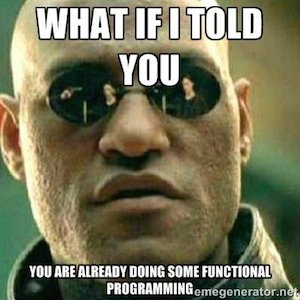 WHAT IF I TOLD
YOU
YOU ARE ALREADY DOING SOME FUNCTIONAL
PROGRAMMING
emegenerator.net